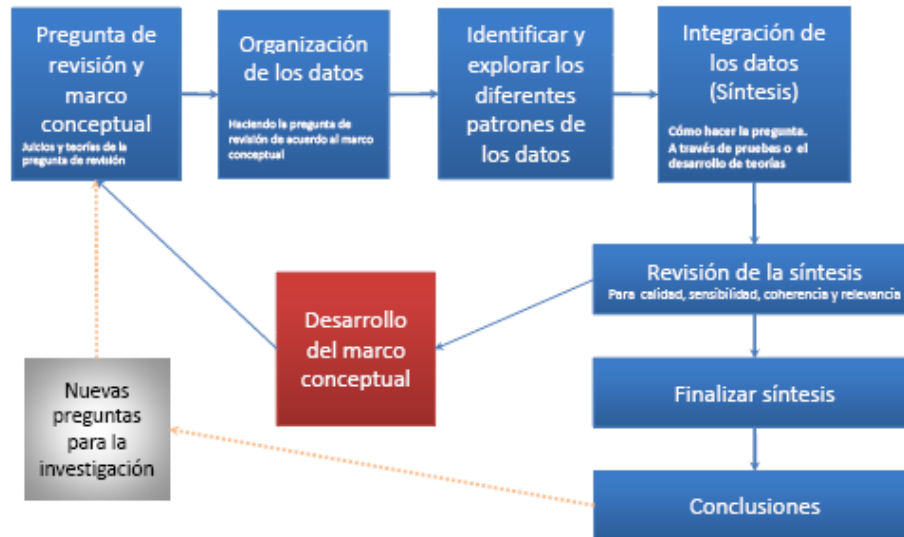 Pregunta de
revisión y
marco
conceptual
Juicios y teorías de la
pregunta de revisión
Organización
de los datos
Haciendo la pregunta de
revisión de acuerdo al marco
conceptual
Identificar y
explorar los
diferentes
patrones de
los datos
Integración de
los datos
(Síntesis)
Cómo hacer la pregunta.
A través de pruebas o el
desarrollo de teorías
Revisión de la síntesis
Para calidad, sensibilidad, coherencia y relevancia
Desarrollo
del marco
conceptual
Nuevas
preguntas
para la
investigación
Finalizar síntesis
Conclusiones